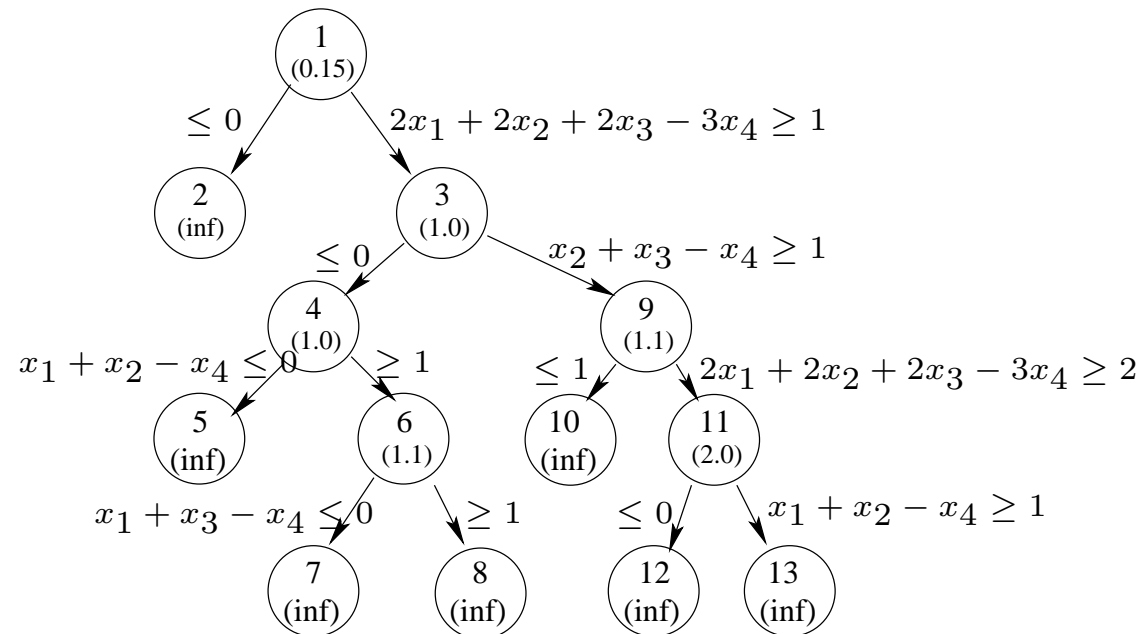 1
(0.15)
≤ 0
2x₁ + 2x₂ + 2x₃ − 3x₄ ≥ 1
2
(inf)
3
(1.0)
≤ 0
x₂ + x₃ − x₄ ≥ 1
4
(1.0)
9
(1.1)
x₁ + x₂ − x₄ ≤ 0
≥ 1
≤ 1
2x₁ + 2x₂ + 2x₃ − 3x₄ ≥ 2
5
(inf)
6
(1.1)
10
(inf)
11
(2.0)
x₁ + x₃ − x₄ ≤ 0
≥ 1
≤ 0
x₁ + x₂ − x₄ ≥ 1
7
(inf)
8
(inf)
12
(inf)
13
(inf)